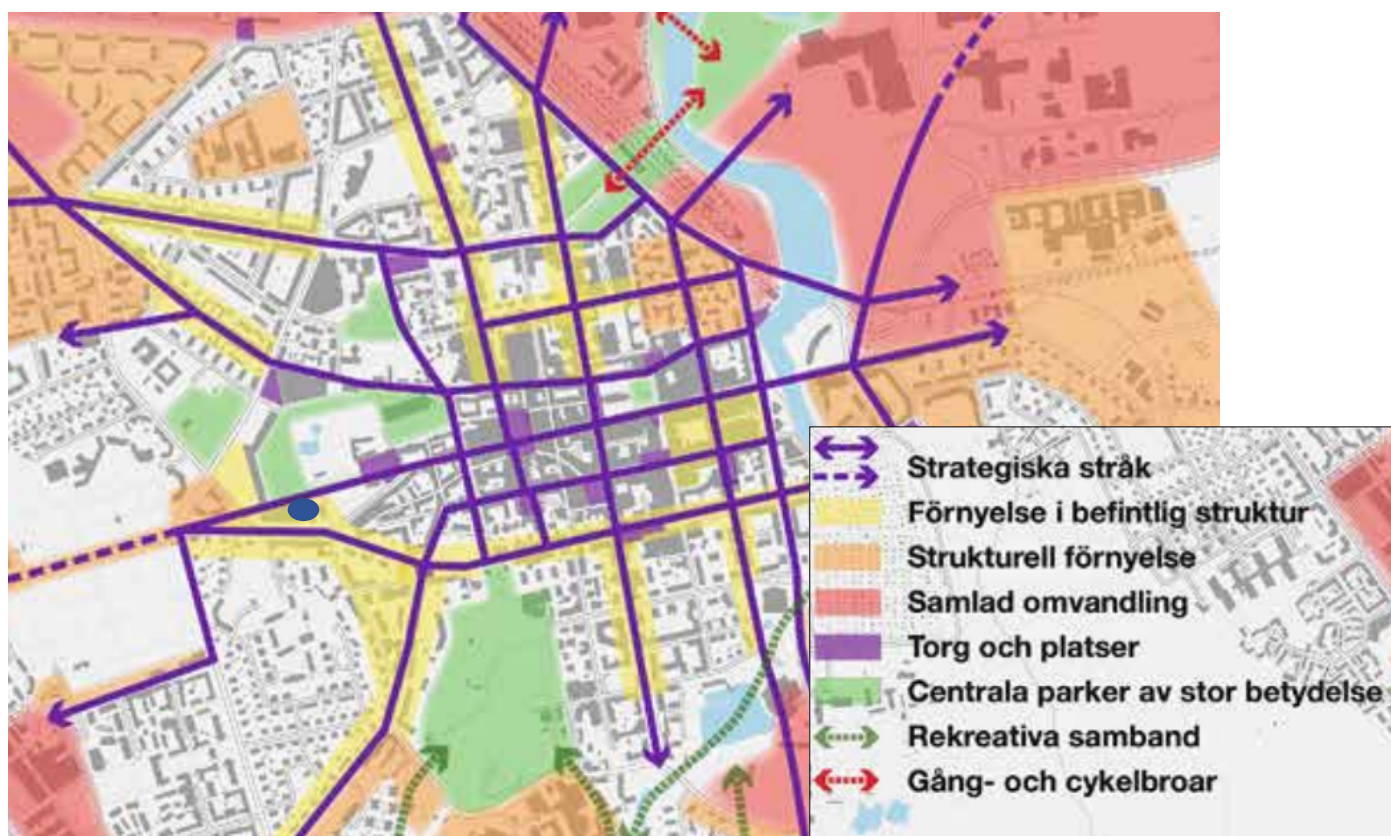 Strategiska stråk
Förnyelse i befintlig struktur
Strukturell förnyelse
Samlad omvandling
Torg och platser
Centrala parker av stor betydelse
Rekreativa samband
Gång- och cykelbroar